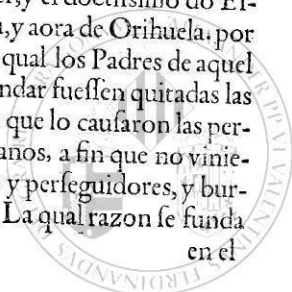 y el doctissimo do El-
a, y aora de Orihuela. por
qual los Padres de aquel
ndar fuessen quitadas las
que lo causaron las per-
anos, a fin que no vinie-
y perseguidores, y bur-
La qual razon se funda
en el